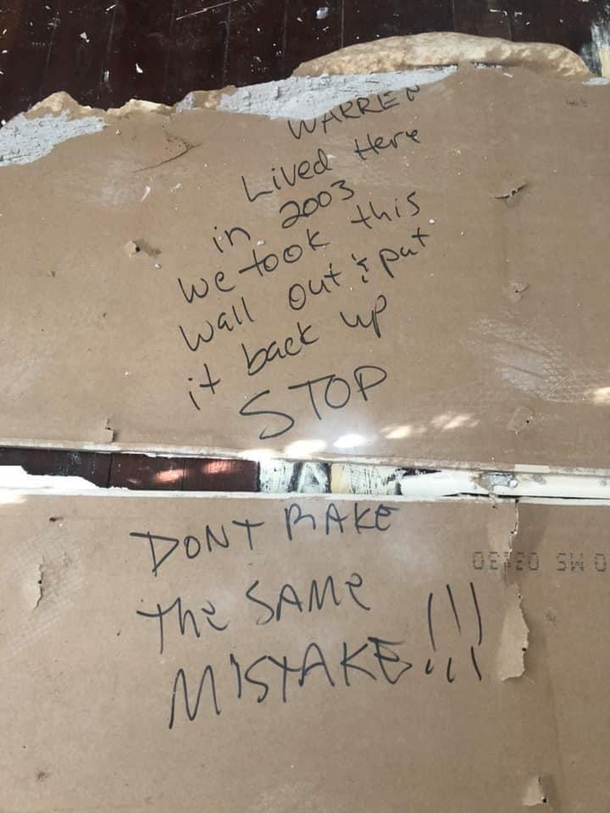 WARREN
Lived Here
in 2003
we took this
wall out & put
it back up
STOP
DONT MAKE
The SAMe
MISTAKE!!!